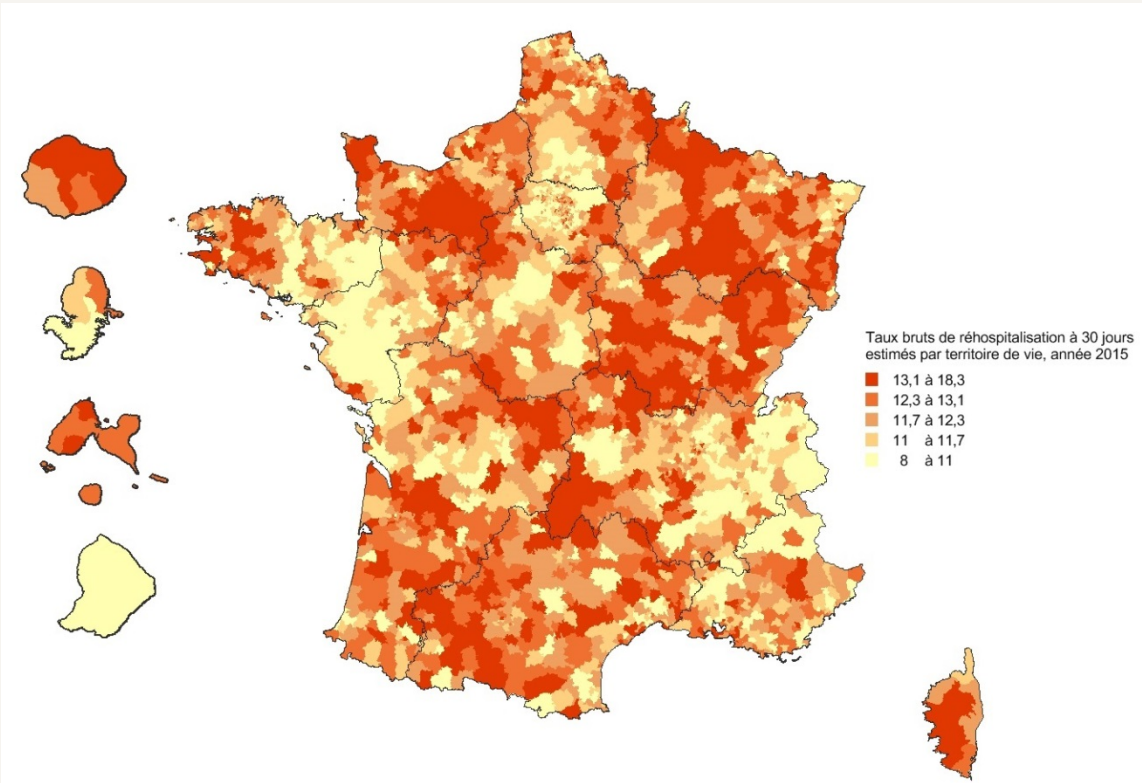 Taux bruts de réhospitalisation à 30 jours
estimés par territoire de vie, année 2015
13,1 à 18,3
12,3 à 13,1
11,7 à 12,3
11 à 11,7
8 à 11